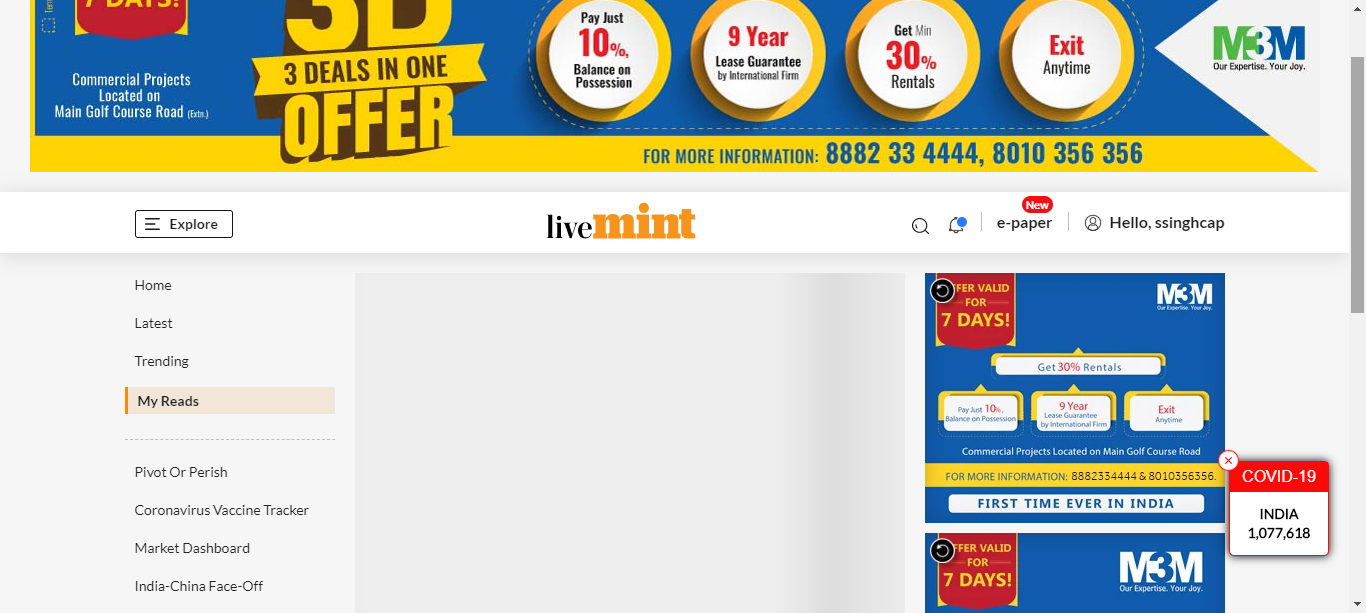 7 DAYS!
3D
3 DEALS IN ONE
OFFER
Commercial Projects
Located on
Main Golf Course Road (Extn.)
Pay Just
10%,
Balance on
Possession
9 Year
Lease Guarantee
by International Firm
Get Min
30%
Rentals
Exit
Anytime
M3M
Our Expertise. Your Joy.
FOR MORE INFORMATION: 8882 33 4444, 8010 356 356
Explore
livemint
New
e-paper
Hello, ssinghcap
Home
Latest
Trending
My Reads
Pivot Or Perish
Coronavirus Vaccine Tracker
Market Dashboard
India-China Face-Off
FFER VALID
FOR
7 DAYS!
M3M
Our Expertise. Your Joy.
Get 30% Rentals
Pay Just 10%,
Balance on Possession
9 Year
Lease Guarantee
by International Firm
Exit
Anytime
Commercial Projects Located on Main Golf Course Road
FOR MORE INFORMATION: 8882334444 & 8010356356.
FIRST TIME EVER IN INDIA
COVID-19
INDIA
1,077,618
FFER VALID
FOR
7 DAYS!
M3M
Our Expertise. Your Joy.